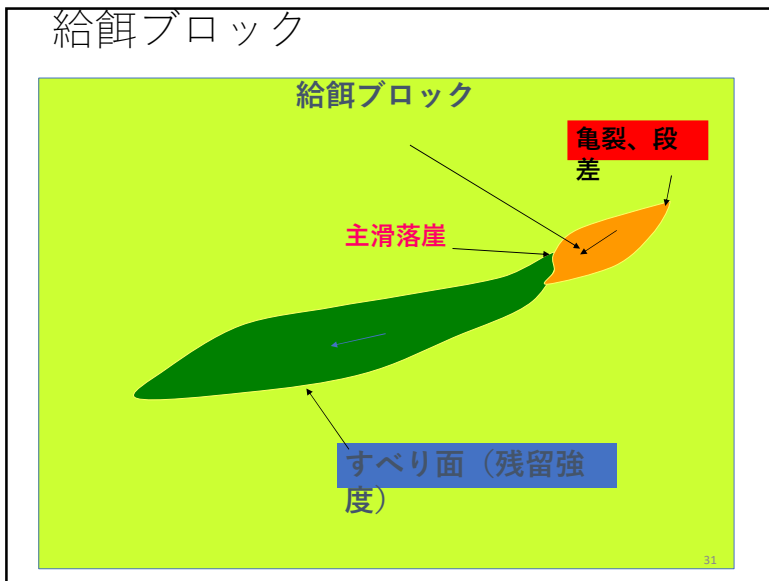 給餌ブロック
給餌ブロック
亀裂、段
差
主滑落崖
すべり面（残留強
度）
31